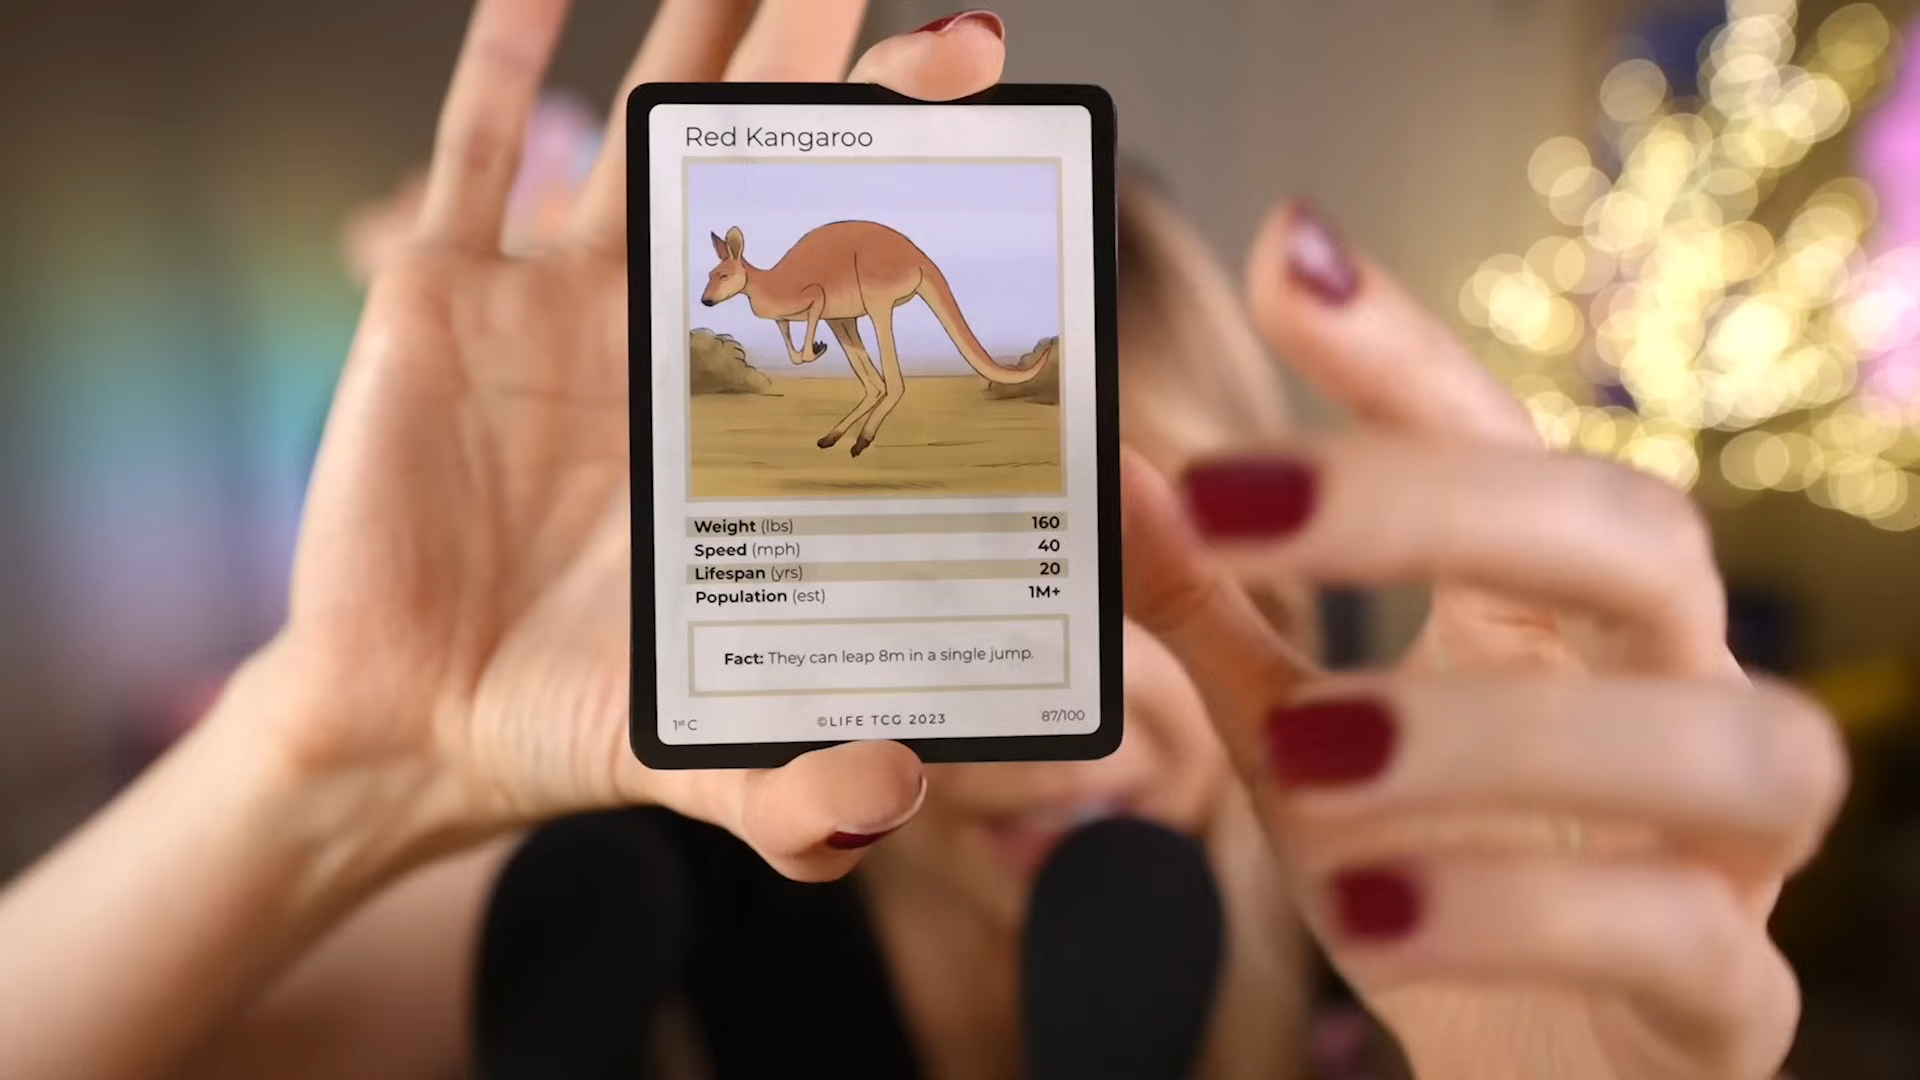 Red Kangaroo
Weight (lbs) 160
Speed (mph) 40
Lifespan (yrs) 20
Population (est) 1M+
Fact: They can leap 8m in a single jump.
1st C ©LIFE TCG 2023 87/100